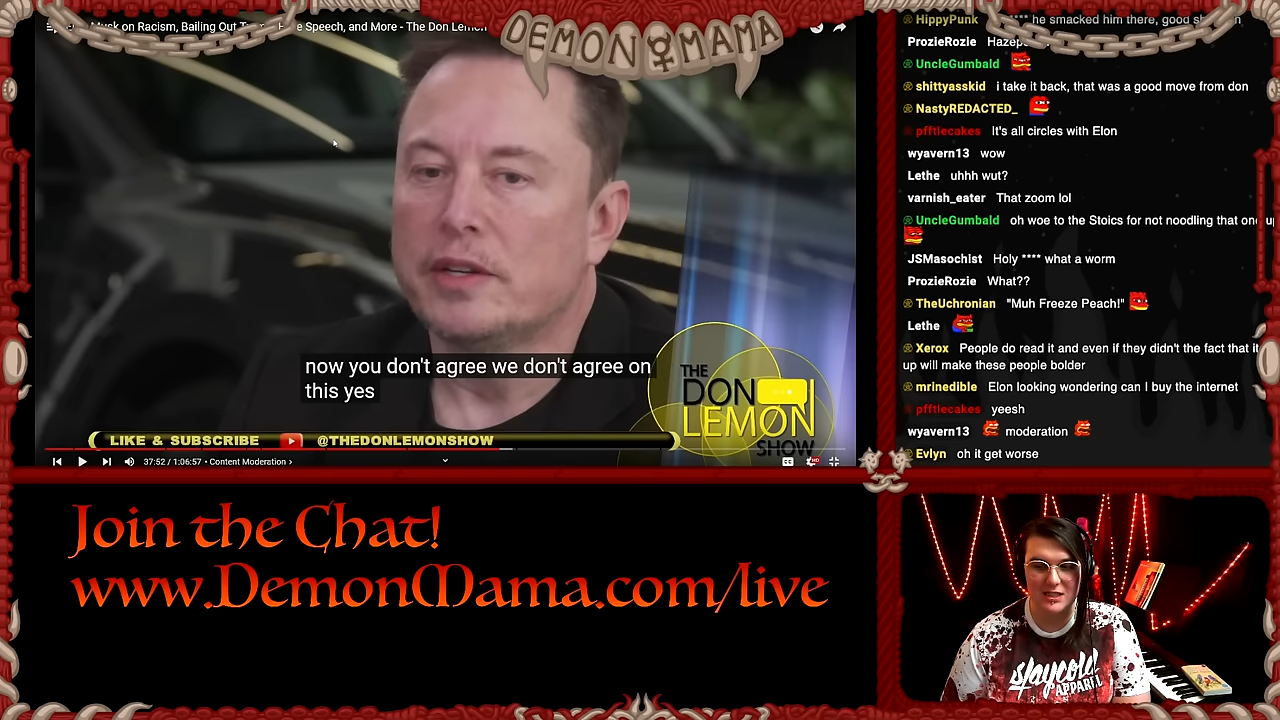 Musk on Racism, Bailing Out
Speech, and More - The Don Lemon
DEMON MAMA
now you don't agree we don't agree on
this yes
THE
DON
LEMON
SHOW
LIKE & SUBSCRIBE @THEDONLEMONSHOW
37:52 / 1:06:57 • Content Moderation ›
HD
HippyPunk **** he smacked him there, good
ProzieRozie
UncleGumbald
shittyasskid i take it back, that was a good move from don
NastyREDACTED_
pfftlecakes It's all circles with Elon
wyavern13 wow
Lethe uhhh wut?
varnish_eater That zoom lol
UncleGumbald oh woe to the Stoics for not noodling that one
JSMasochist Holy **** what a worm
ProzieRozie What??
TheUchronian "Muh Freeze Peach!"
Lethe
Xerox People do read it and even if they didn't the fact that it
up will make these people bolder
mrinedible Elon looking wondering can I buy the internet
pfftlecakes yeesh
wyavern13 moderation
Evlyn oh it get worse
Join the Chat!
www.DemonMama.com/live
staycold
APPAREL